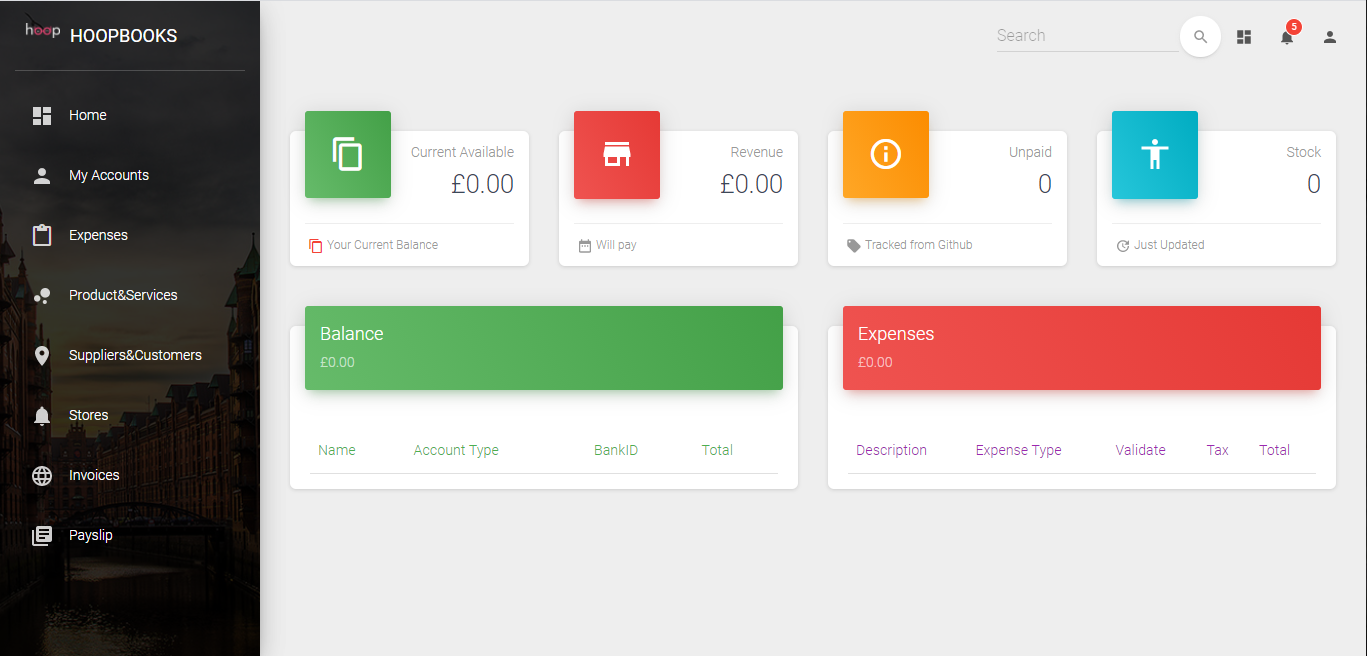 hoop HOOPBOOKS
Home
My Accounts
Expenses
Product&Services
Suppliers&Customers
Stores
Invoices
Payslip
Search
5
Current Available
£0.00
Your Current Balance
Revenue
£0.00
Will pay
Unpaid
0
Tracked from Github
Stock
0
Just Updated
Balance
£0.00
Name Account Type BankID Total
Expenses
£0.00
Description Expense Type Validate Tax Total